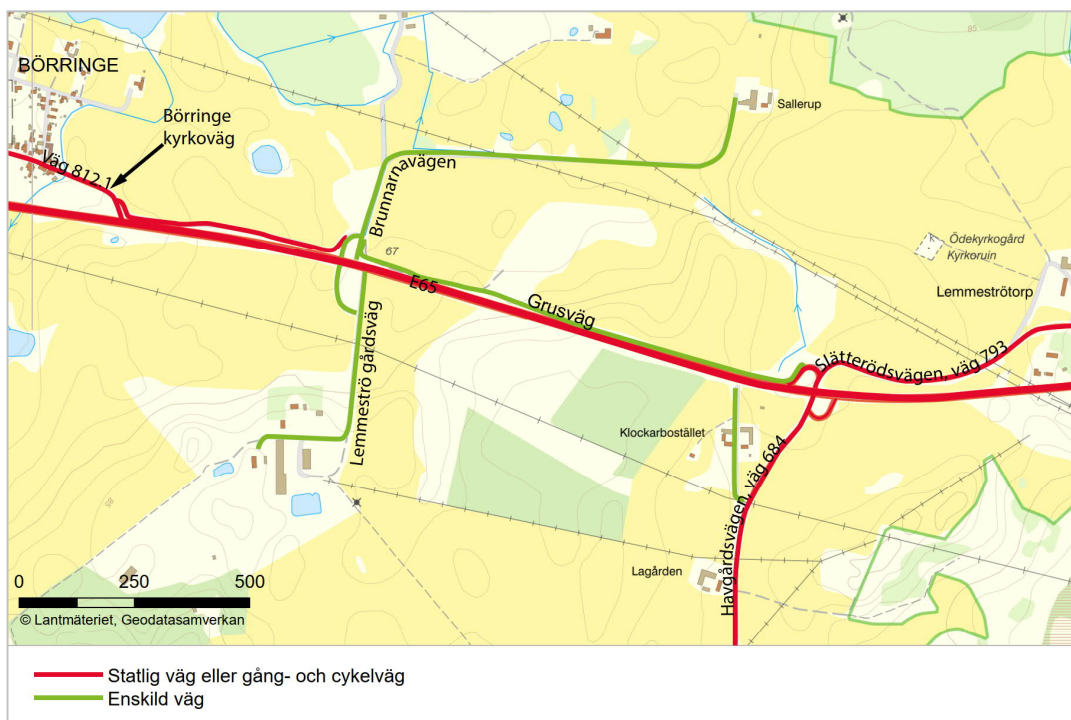 BÖRRINGE
Börringe
kyrkoväg
Väg 812.1
Brunnarnavägen
Sallerup
85
67
E65
Grusväg
Ödekyrkogård
Kyrkoruin
Lemmeströtorp
Slätterödsvägen, väg 793
Lemmeströ gårdsväg
Klockarbostället
Havgårdsvägen, väg 684
Lagården
86
0 250 500
© Lantmäteriet, Geodatasamverkan
Statlig väg eller gång- och cykelväg
Enskild väg